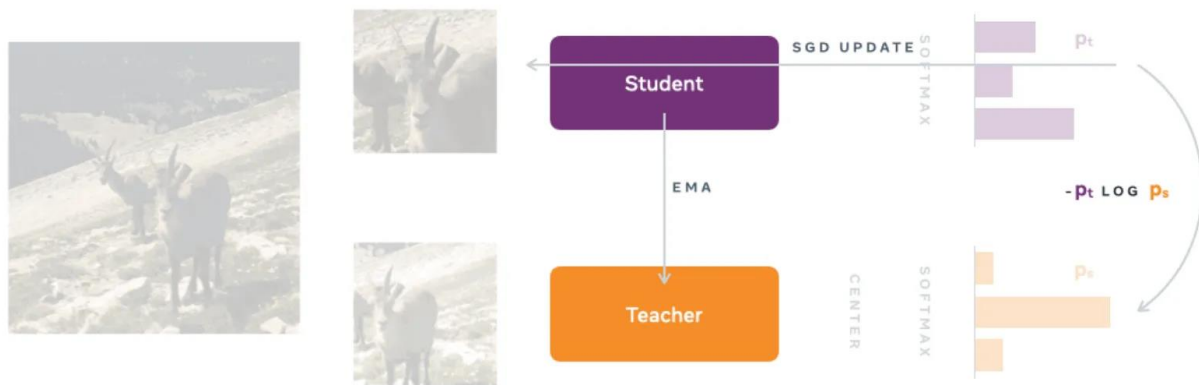 SGD UPDATE
SOFTMAX
pt
Student
EMA
-pt LOG ps
CENTER
SOFTMAX
ps
Teacher